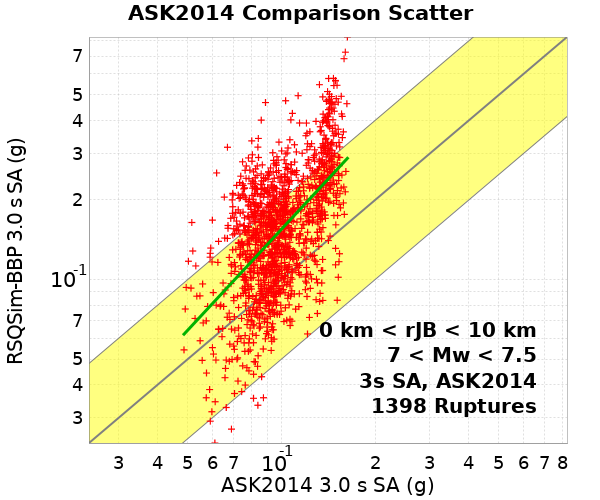 ASK2014 Comparison Scatter
RSQSim-BBP 3.0 s SA (g)
7
5
4
3
2
10-1
7
5
4
3
0 km < rJB < 10 km
7 < Mw < 7.5
3s SA, ASK2014
1398 Ruptures
3 4 5 6 7 10-1 2 3 4 5 6 7 8
ASK2014 3.0 s SA (g)